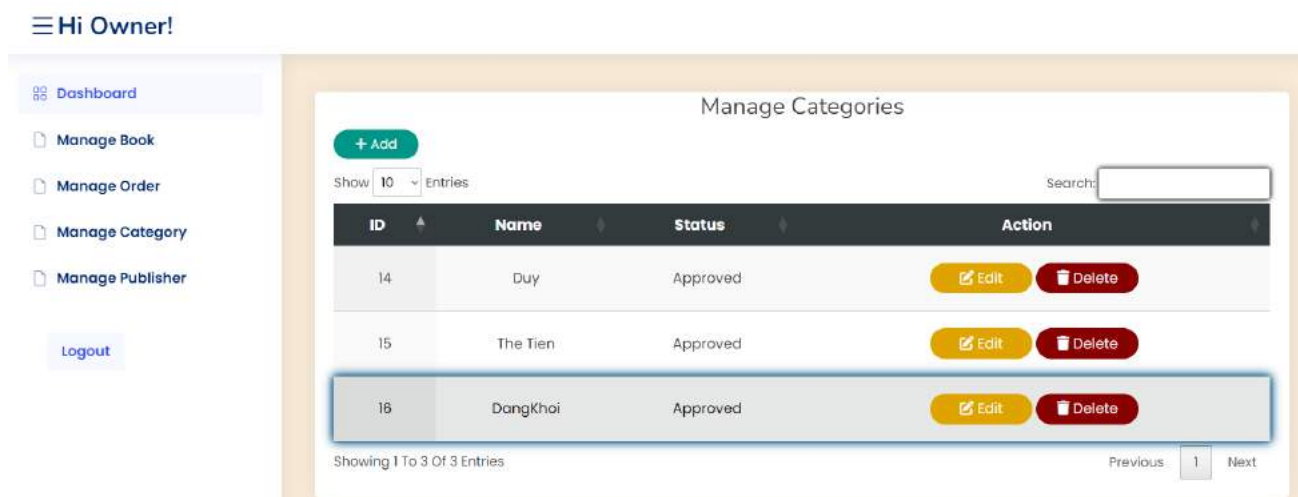 Hi Owner!
Dashboard
Manage Book
Manage Order
Manage Category
Manage Publisher
Logout
Manage Categories
+ Add
Show 10 Entries
Search:
ID Name Status Action
14 Duy Approved Edit Delete
15 The Tien Approved Edit Delete
16 DangKhoi Approved Edit Delete
Showing 1 To 3 Of 3 Entries
Previous 1 Next